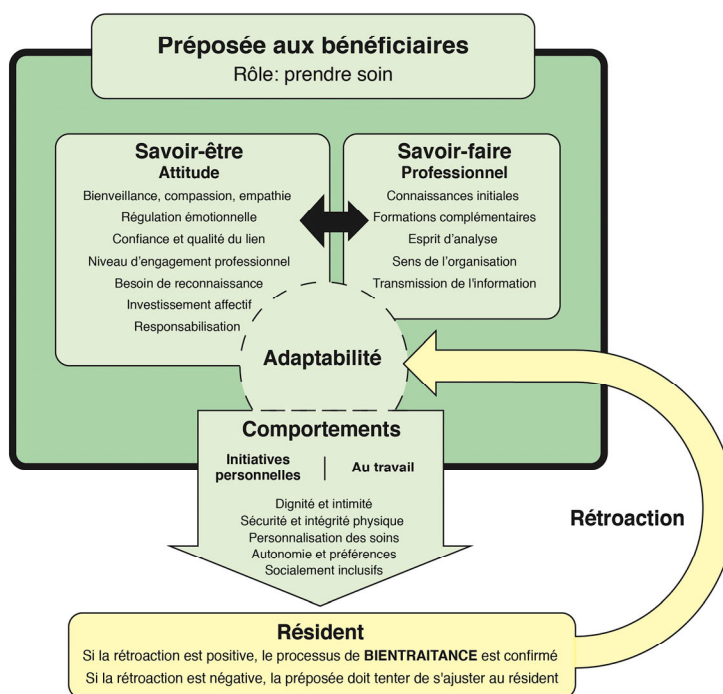 Préposée aux bénéficiaires
Rôle: prendre soin
Savoir-être
Attitude
Bienveillance, compassion, empathie
Régulation émotionnelle
Confiance et qualité du lien
Niveau d'engagement professionnel
Besoin de reconnaissance
Investissement affectif
Responsabilisation
Savoir-faire
Professionnel
Connaissances initiales
Formations complémentaires
Esprit d'analyse
Sens de l'organisation
Transmission de l'information
Adaptabilité
Comportements
Initiatives
personnelles
Au travail
Dignité et intimité
Sécurité et intégrité physique
Personnalisation des soins
Autonomie et préférences
Socialement inclusifs
Rétroaction
Résident
Si la rétroaction est positive, le processus de BIENTRAITANCE est confirmé
Si la rétroaction est négative, la préposée doit tenter de s'ajuster au résident